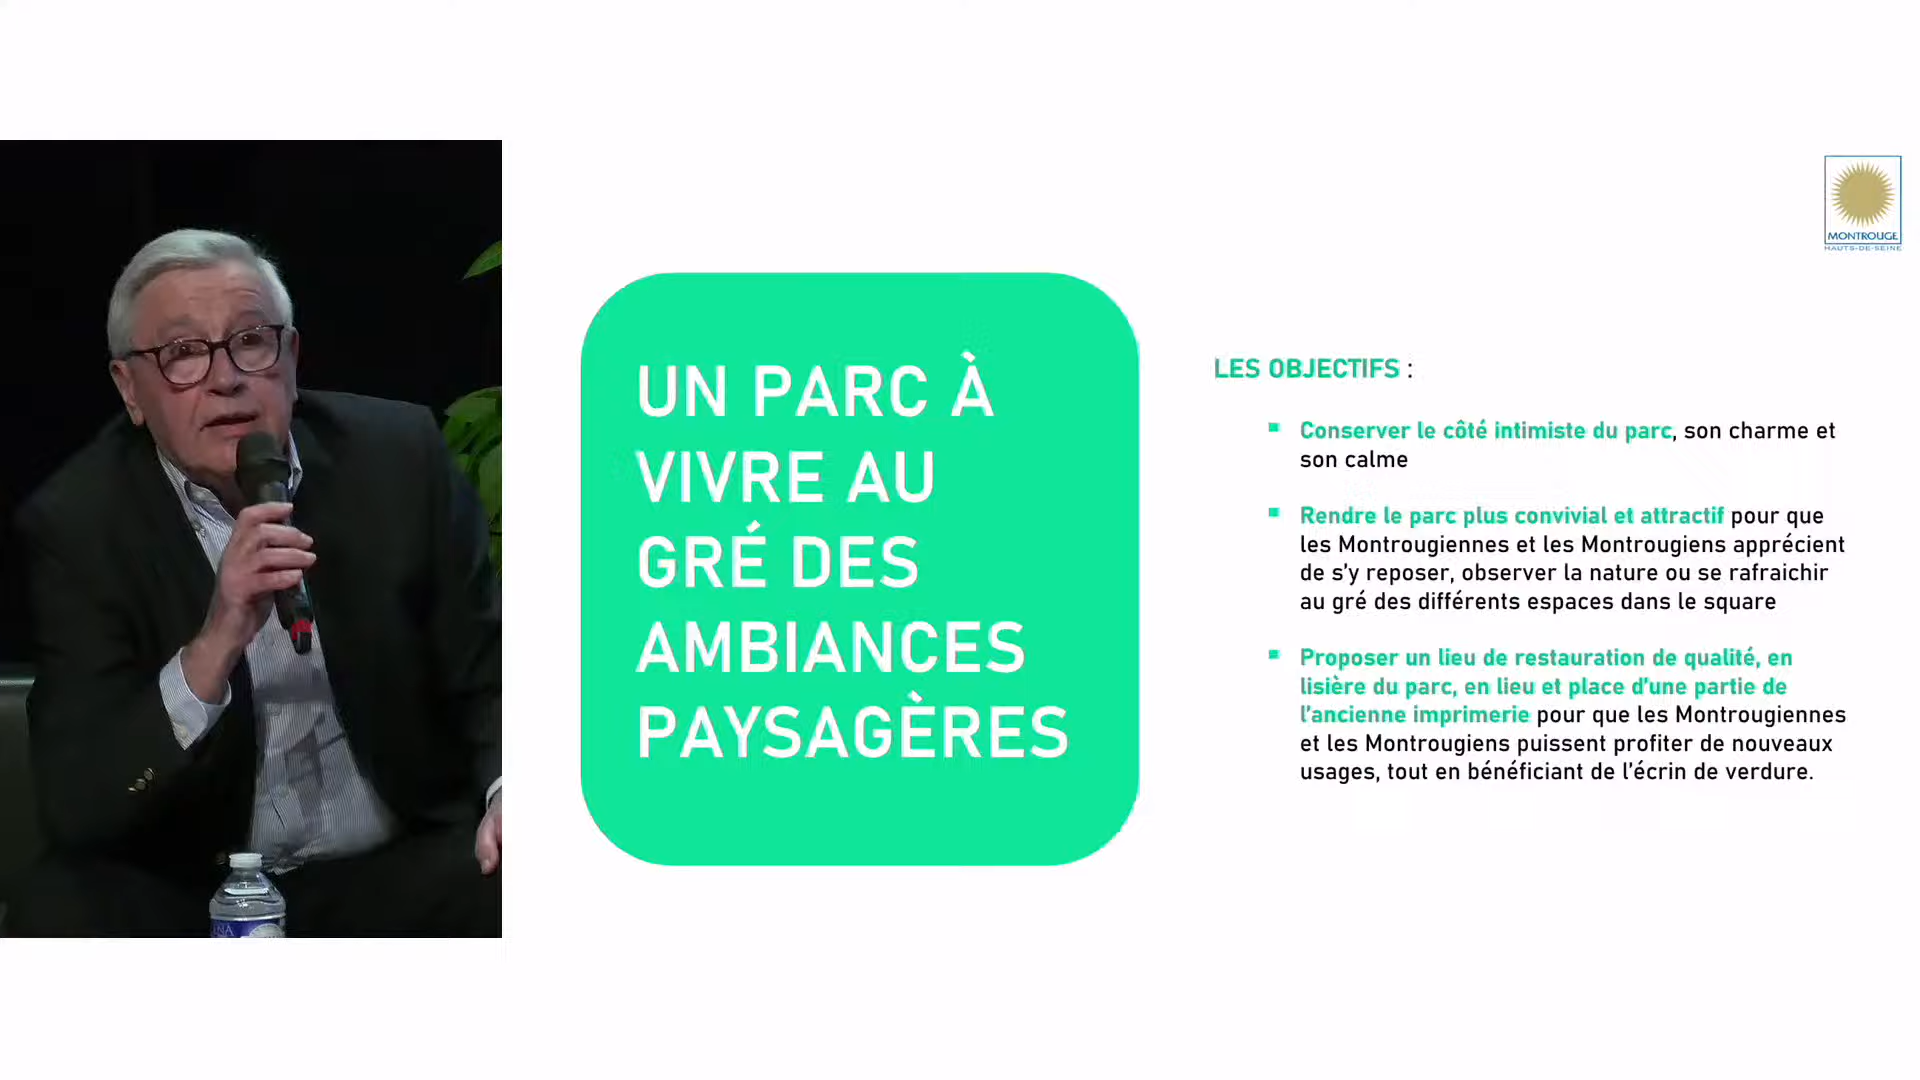 MONTROUGE
HAUTS-DE-SEINE
UN PARC À
VIVRE AU
GRÉ DES
AMBIANCES
PAYSAGÈRES
LES OBJECTIFS :
Conserver le côté intimiste du parc, son charme et
son calme
Rendre le parc plus convivial et attractif pour que
les Montrougiennes et les Montrougiens apprécient
de s'y reposer, observer la nature ou se rafraichir
au gré des différents espaces dans le square
Proposer un lieu de restauration de qualité, en
lisière du parc, en lieu et place d'une partie de
l'ancienne imprimerie pour que les Montrougiennes
et les Montrougiens puissent profiter de nouveaux
usages, tout en bénéficiant de l'écrin de verdure.